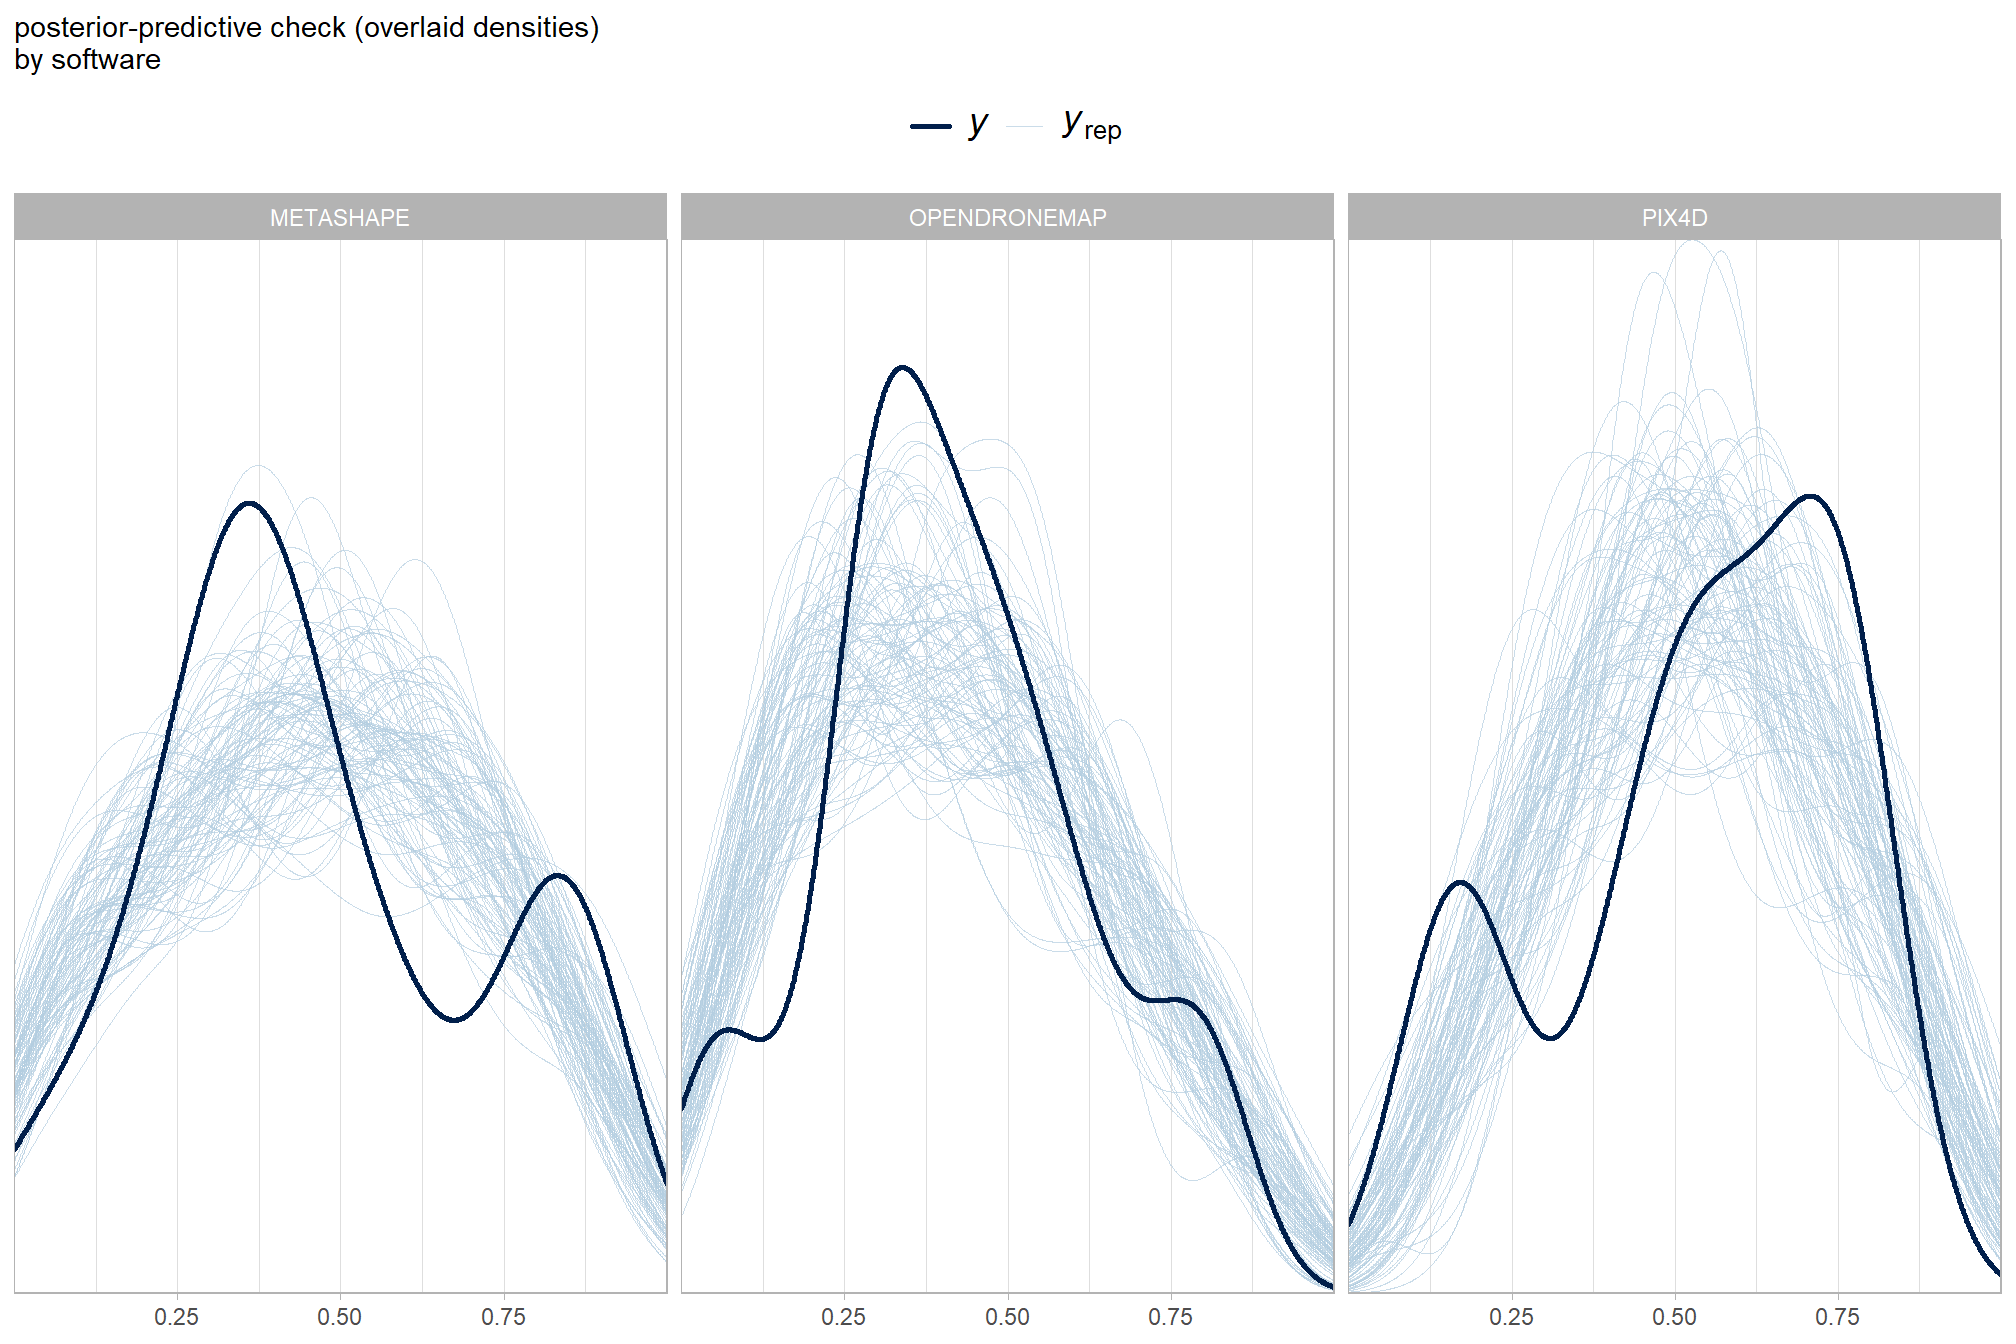 posterior-predictive check (overlaid densities)
by software
y y rep
METASHAPE OPENDRONEMAP PIX4D
0.25 0.50 0.75 0.25 0.50 0.75 0.25 0.50 0.75